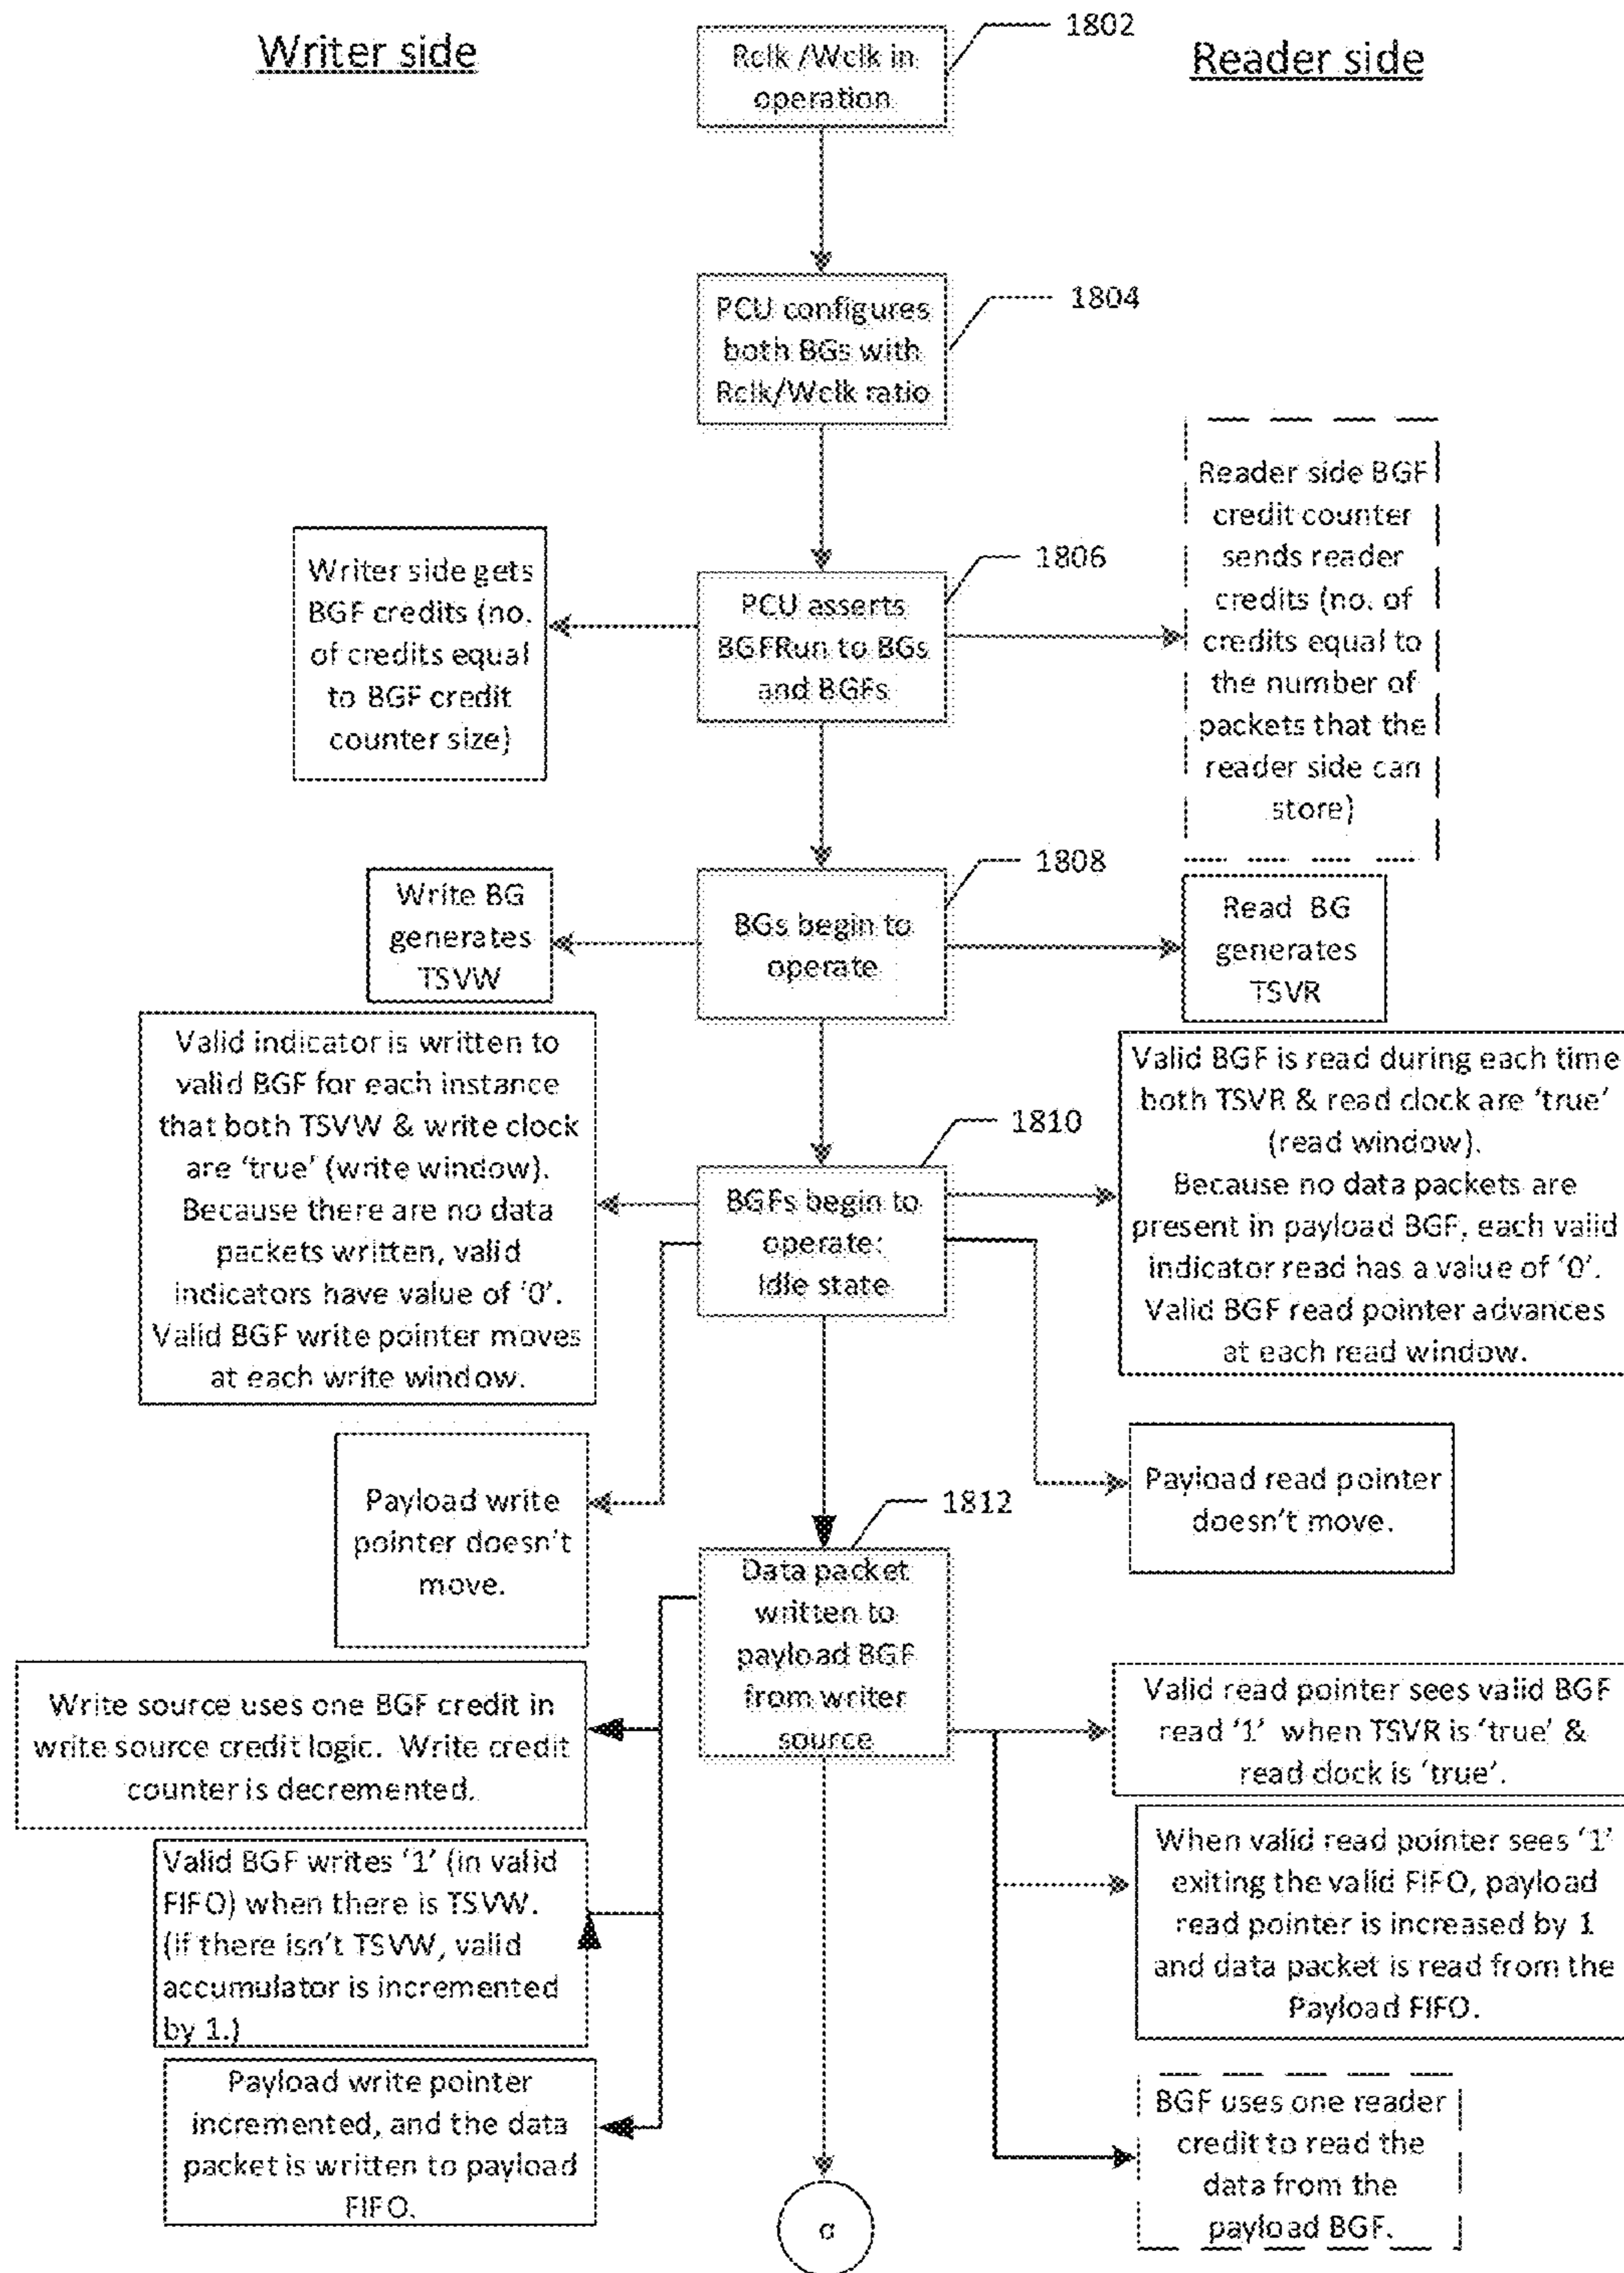 Writer side
Reader side
Rclk /Wclk in
operation
1802
PCU configures
both BGs with
Rclk/Wclk ratio
1804
Writer side gets
BGF credits (no.
of credits equal
to BGF credit
counter size)
PCU asserts
BGFRun to BGs
and BGFs
1806
Reader side BGF
credit counter
sends reader
credits (no. of
credits equal to
the number of
packets that the
reader side can
store)
Write BG
generates
TSVW
BGs begin to
operate
1808
Read BG
generates
TSVR
Valid indicator is written to
valid BGF for each instance
that both TSVW & write clock
are ‘true’ (write window).
Because there are no data
packets written, valid
indicators have value of ‘0’.
Valid BGF write pointer moves
at each write window.
BGFs begin to
operate:
Idle state
1810
Valid BGF is read during each time
both TSVR & read clock are ‘true’
(read window).
Because no data packets are
present in payload BGF, each valid
indicator read has a value of ‘0’.
Valid BGF read pointer advances
at each read window.
Payload write
pointer doesn’t
move.
Payload read pointer
doesn’t move.
1812
Data packet
written to
payload BGF
from writer
source
Write source uses one BGF credit in
write source credit logic. Write credit
counter is decremented.
Valid BGF writes ‘1’ (in valid
FIFO) when there is TSVW.
(if there isn’t TSVW, valid
accumulator is incremented
by 1.)
Payload write pointer
incremented, and the data
packet is written to payload
FIFO.
Valid read pointer sees valid BGF
read ‘1’ when TSVR is ‘true’ &
read clock is ‘true’.
When valid read pointer sees ‘1’
exiting the valid FIFO, payload
read pointer is increased by 1
and data packet is read from the
Payload FIFO.
BGF uses one reader
credit to read the
data from the
payload BGF.
α